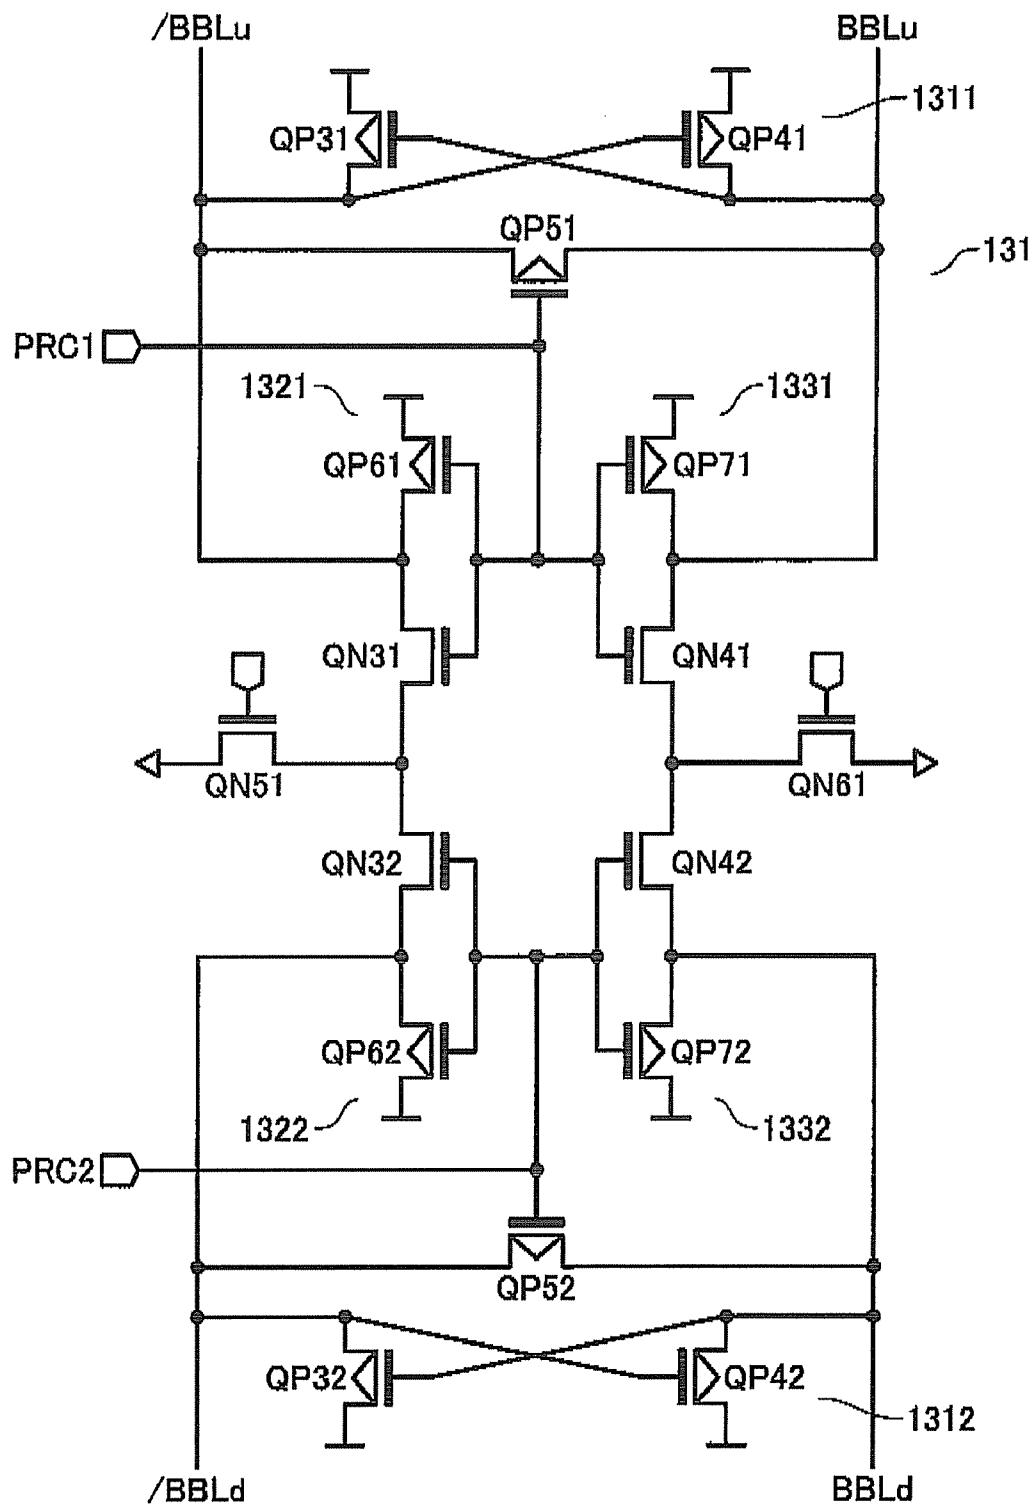 /BBLu BBLu
1311
QP31 QP41
QP51
131
PRC1
1321 1331
QP61 QP71
QN31 QN41
QN51 QN61
QN32 QN42
QP62 QP72
1322 1332
PRC2
QP52
QP32 QP42
1312
/BBLd BBLd